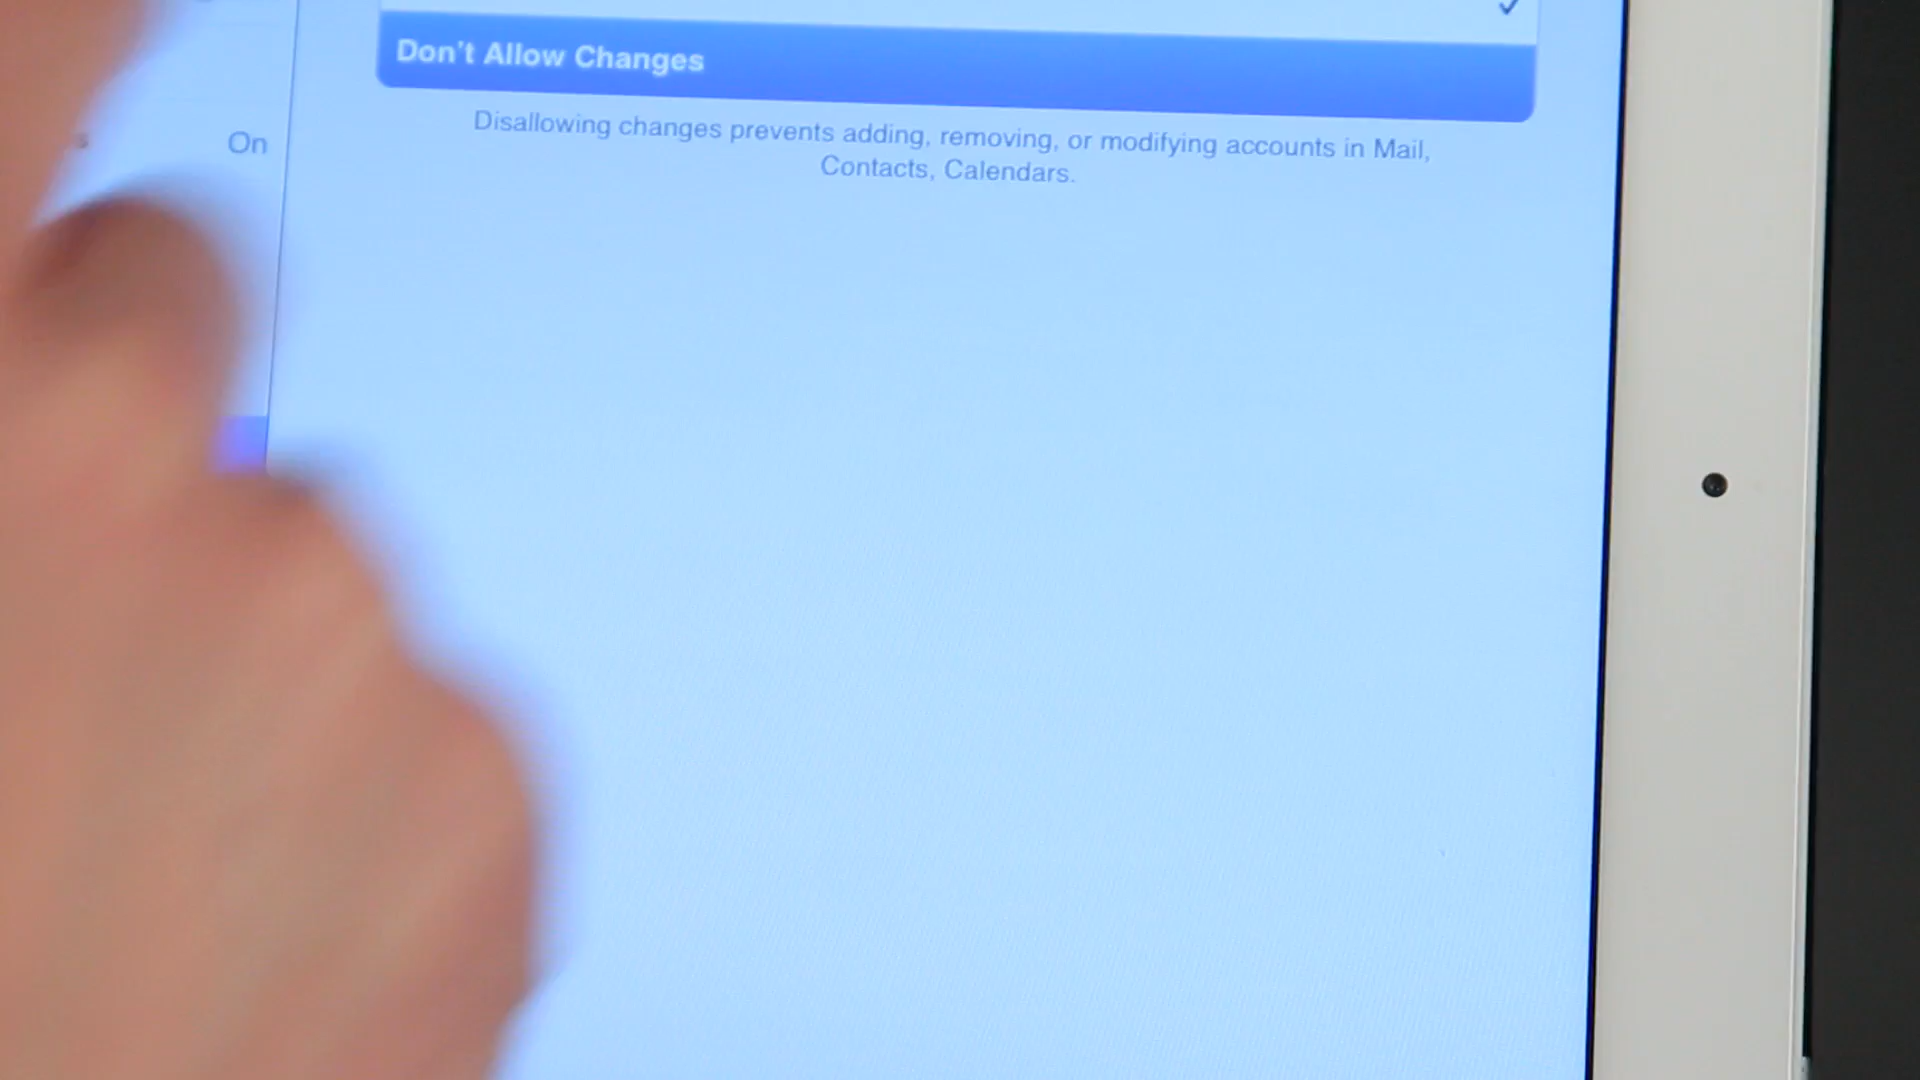 Don't Allow Changes
On
Disallowing changes prevents adding, removing, or modifying accounts in Mail,
Contacts, Calendars.